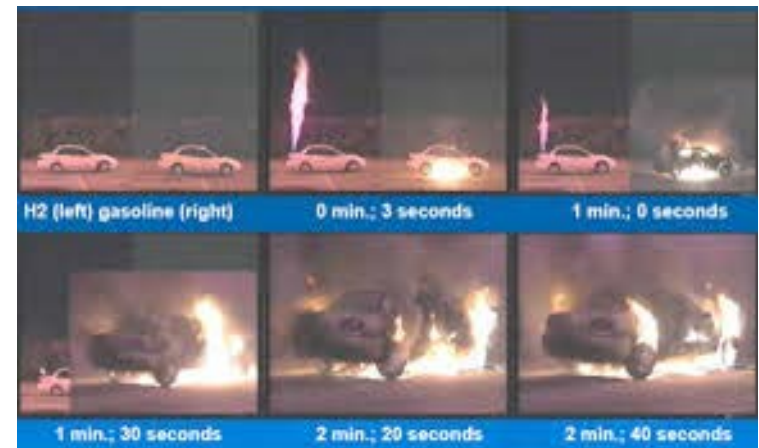 H2 (left) gasoline (right)
0 min.; 3 seconds
1 min.; 0 seconds
1 min.; 30 seconds
2 min.; 20 seconds
2 min.; 40 seconds